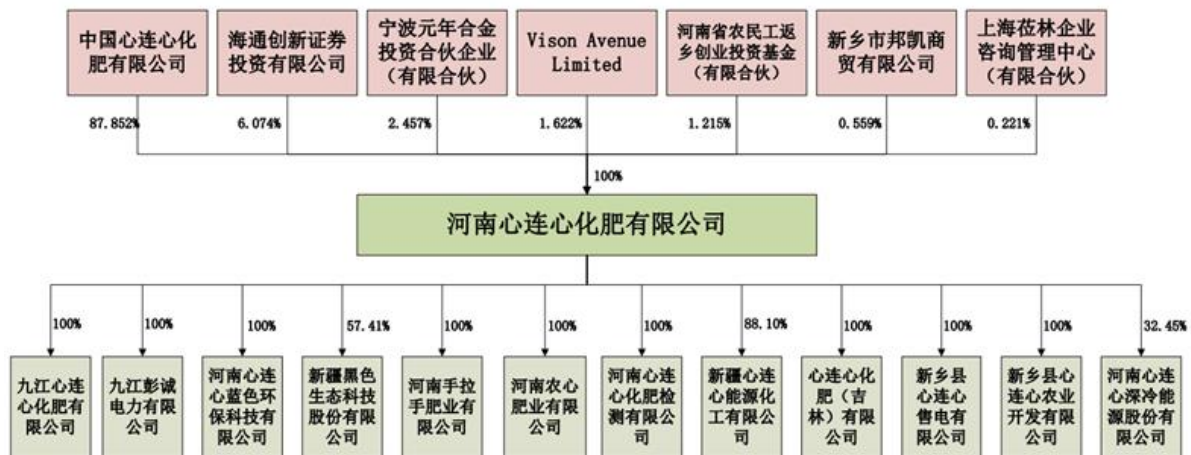 中国心连心化
肥有限公司
海通创新证券
投资有限公司
宁波元年合金
投资合伙企业
（有限合伙）
Vison Avenue
Limited
河南省农民工返
乡创业投资基金
（有限合伙）
新乡市邦凯商
贸有限公司
上海莅林企业
咨询管理中心
（有限合伙）
87.852%
6.074%
2.457%
1.622%
1.215%
0.559%
0.221%
100%
河南心连心化肥有限公司
100%
100%
100%
57.41%
100%
100%
100%
88.10%
100%
100%
100%
32.45%
九江心连
心化肥有
限公司
九江彭诚
电力有限
公司
河南心连
心蓝色环
保科技有
限公司
新疆黑色
生态科技
股份有限
公司
河南手拉
手肥业有
限公司
河南农心
肥业有限
公司
河南心连
心化肥检
测有限公
司
新疆心连
心能源化
工有限公
司
心连心化
肥（吉
林）有限
公司
新乡县
心连心
售电有
限公司
新乡县心
连心农业
开发有限
公司
河南心连
心深冷能
源股份有
限公司